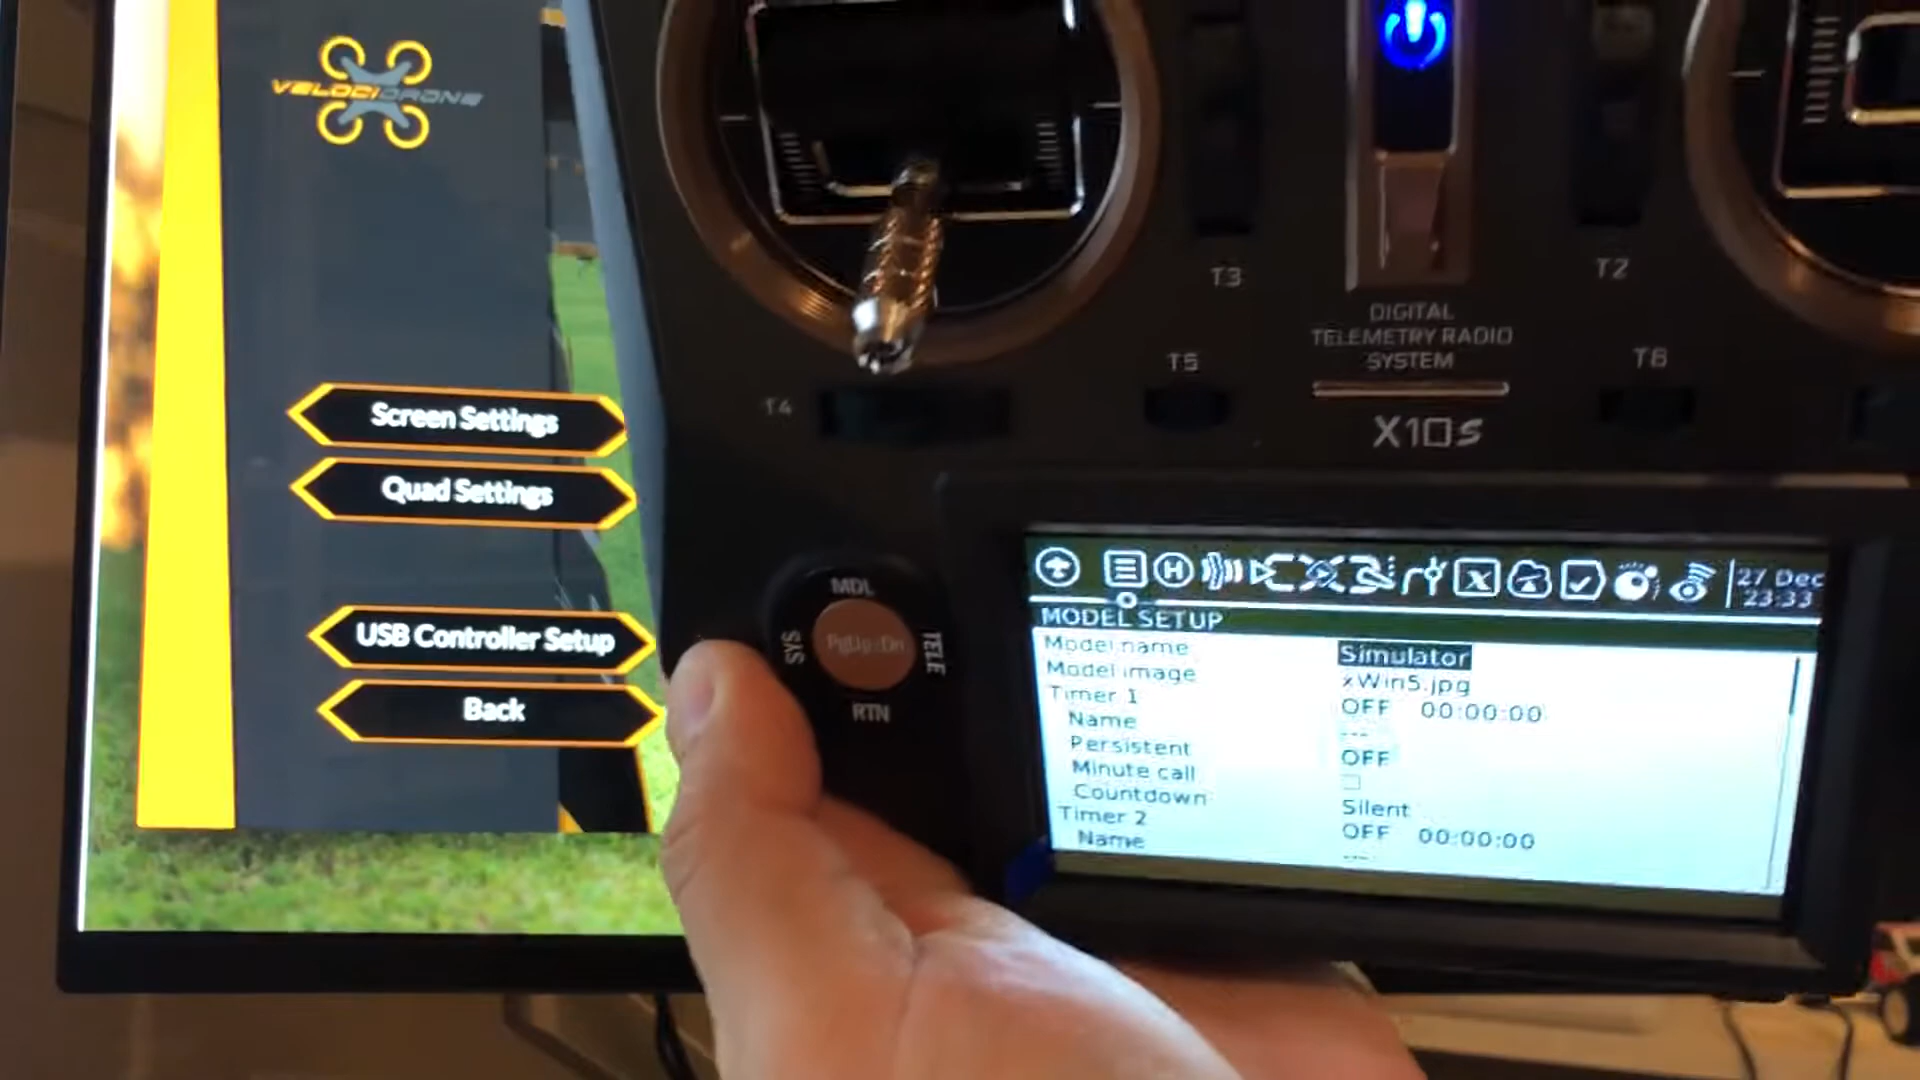 VELOCIDRONE
Screen Settings
Quad Settings
USB Controller Setup
Back
T3
T2
DIGITAL
TELEMETRY RADIO
SYSTEM
T4
T5
T6
X10S
MDL
SYS
PgUp/Dn
TELE
RTN
27 Dec
23:33
MODEL SETUP
Model name Simulator
Model image xWin5.jpg
Timer 1 OFF 00:00:00
Name ---
Persistent OFF
Minute call
Countdown Silent
Timer 2 OFF 00:00:00
Name ---